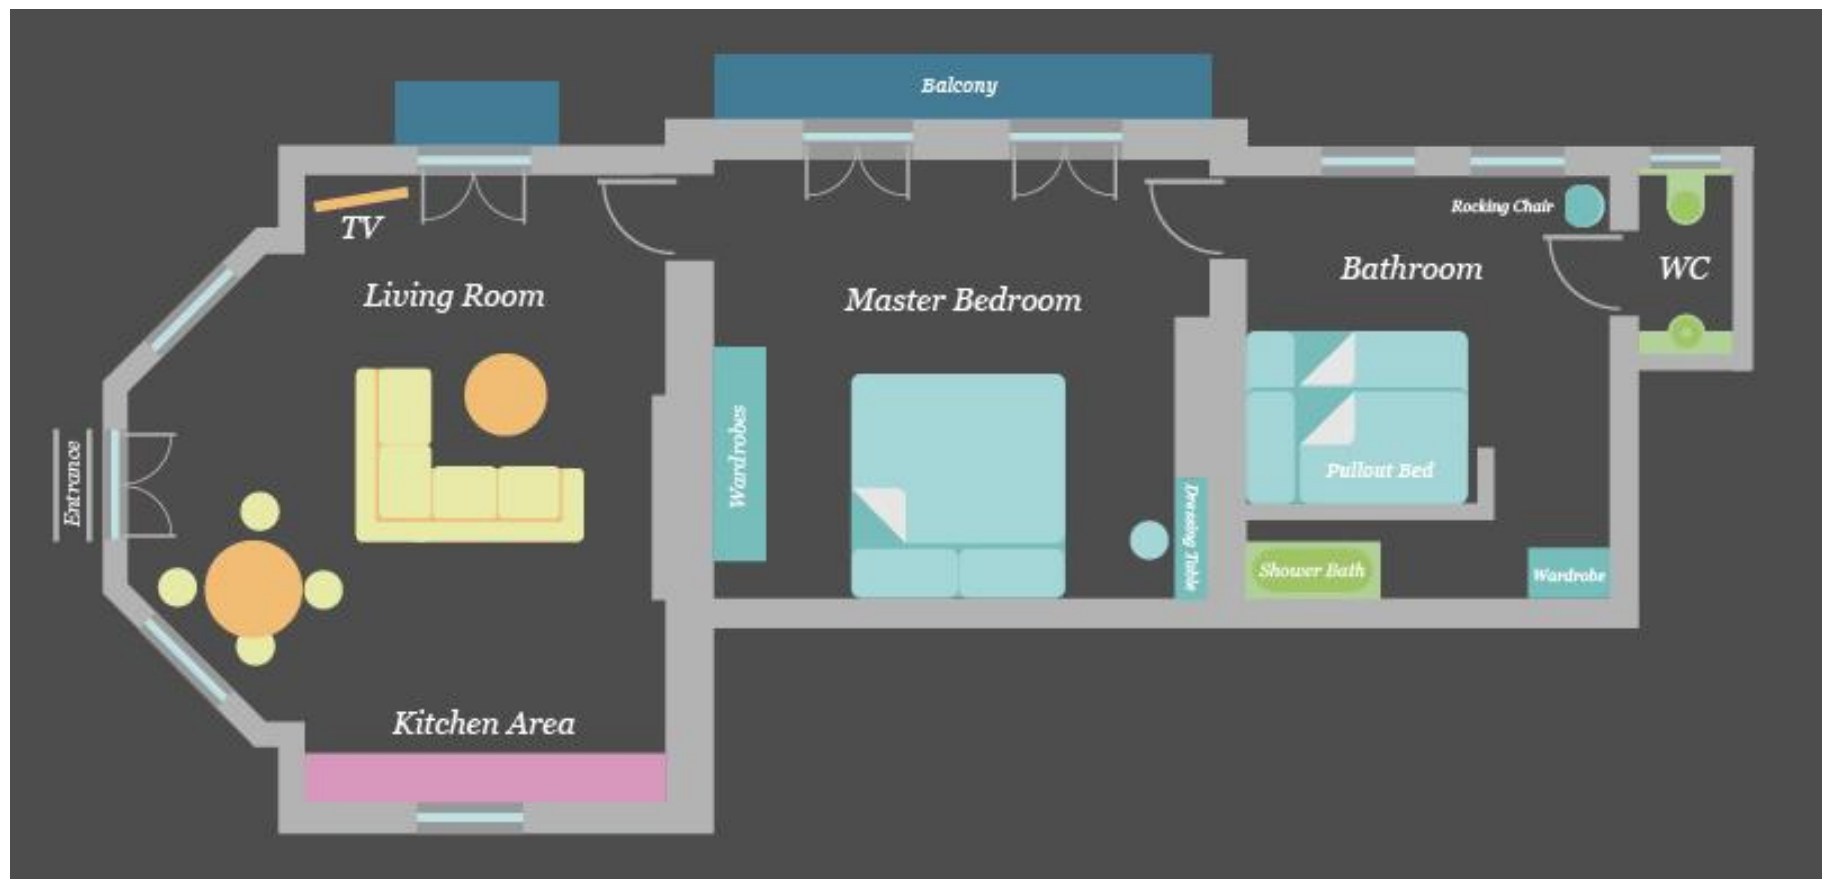 Balcony
Rocking Chair
TV
Living Room
Master Bedroom
Bathroom
WC
Entrance
Wardrobes
Pullout Bed
Dressing Table
Shower Bath
Wardrobe
Kitchen Area